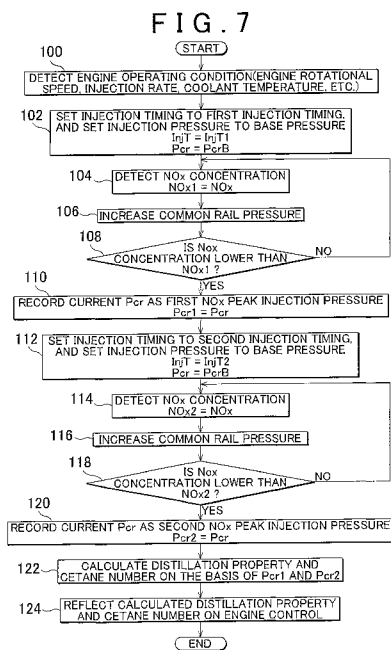 FIG. 7
START
100
DETECT ENGINE OPERATING CONDITION(ENGINE ROTATIONAL
SPEED, INJECTION RATE, COOLANT TEMPERATURE, ETC.)
102
SET INJECTION TIMING TO FIRST INJECTION TIMING,
AND SET INJECTION PRESSURE TO BASE PRESSURE
InjT = InjT1
Pcr = PcrB
104
DETECT NOx CONCENTRATION
NOx1 = NOx
106
INCREASE COMMON RAIL PRESSURE
108
IS NOx
CONCENTRATION LOWER THAN
NOx1 ?
NO
YES
110
RECORD CURRENT Pcr AS FIRST NOx PEAK INJECTION PRESSURE
Pcr1 = Pcr
112
SET INJECTION TIMING TO SECOND INJECTION TIMING,
AND SET INJECTION PRESSURE TO BASE PRESSURE
InjT = InjT2
Pcr = PcrB
114
DETECT NOx CONCENTRATION
NOx2 = NOx
116
INCREASE COMMON RAIL PRESSURE
118
IS NOx
CONCENTRATION LOWER THAN
NOx2 ?
NO
YES
120
RECORD CURRENT Pcr AS SECOND NOx PEAK INJECTION PRESSURE
Pcr2 = Pcr
122
CALCULATE DISTILLATION PROPERTY AND
CETANE NUMBER ON THE BASIS OF Pcr1 AND Pcr2
124
REFLECT CALCULATED DISTILLATION PROPERTY
AND CETANE NUMBER ON ENGINE CONTROL
END